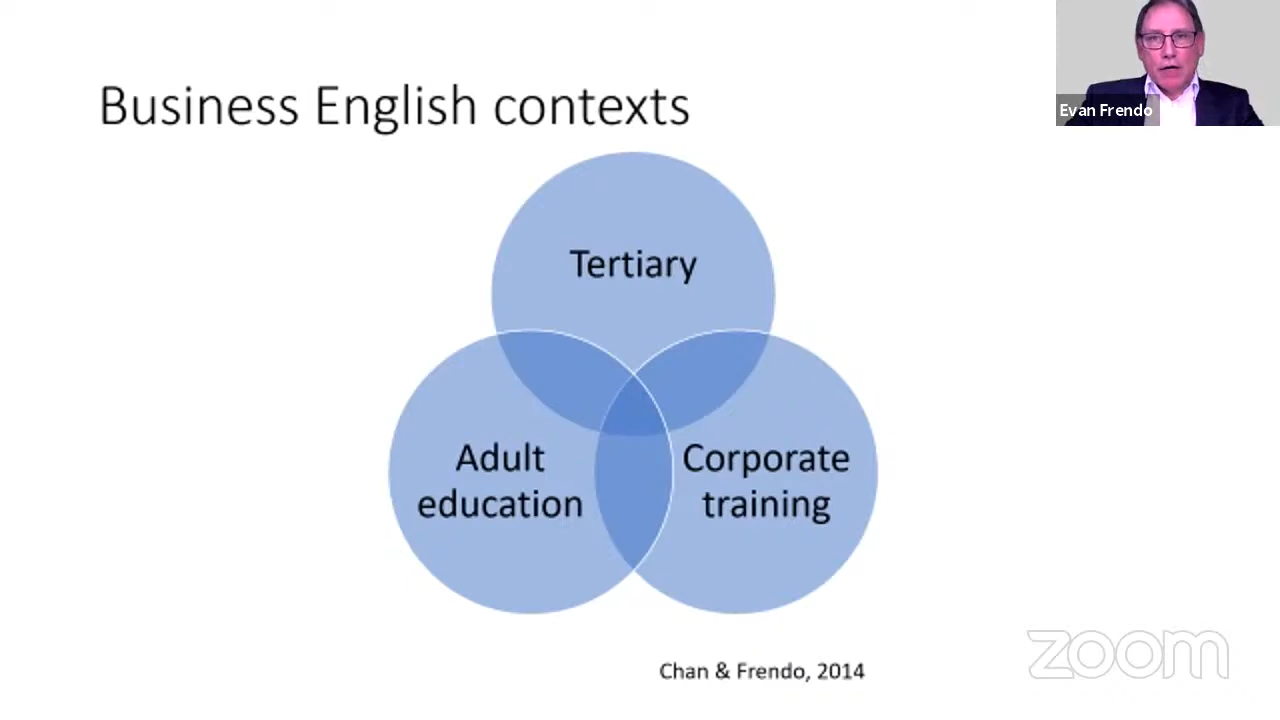 Business English contexts
Evan Frendo
Tertiary
Adult
education
Corporate
training
Chan & Frendo, 2014
zoom